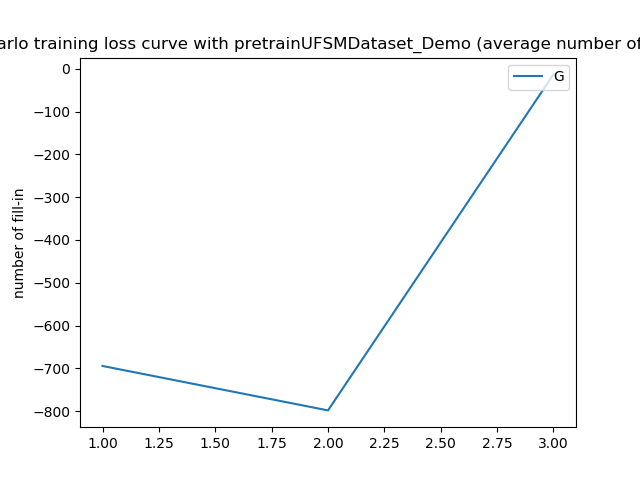 arlo training loss curve with pretrainUFSMDataset_Demo (average number of
G
number of fill-in
0
−100
−200
−300
−400
−500
−600
−700
−800
1.00 1.25 1.50 1.75 2.00 2.25 2.50 2.75 3.00